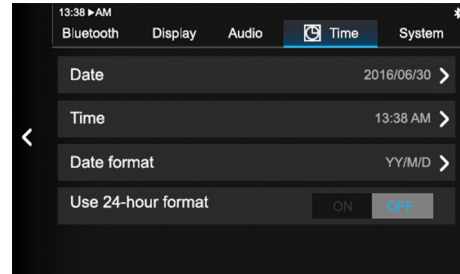 13:38 ►AM
Bluetooth Display Audio Time System
Date 2016/06/30
Time 13:38 AM
Date format YY/M/D
Use 24-hour format ON OFF